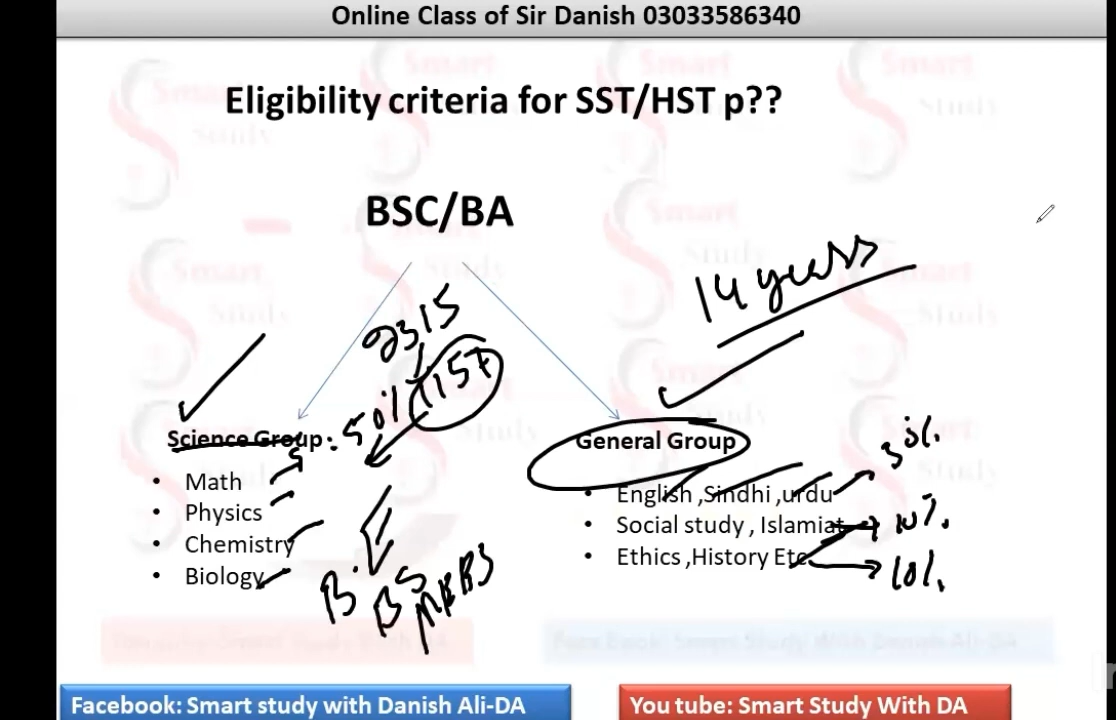 Online Class of Sir Danish 03033586340
Eligibility criteria for SST/HST p??
BSC/BA
14 years
2315
50% 1157
Science Group:
• Math
• Physics
• Chemistry
• Biology
B.
BS
MBBS
General Group
• English ,Sindhi ,urdu
30%.
• Social study , Islamiat
10%.
• Ethics ,History Etc
10%.
Facebook: Smart study with Danish Ali-DA
You tube: Smart Study With DA